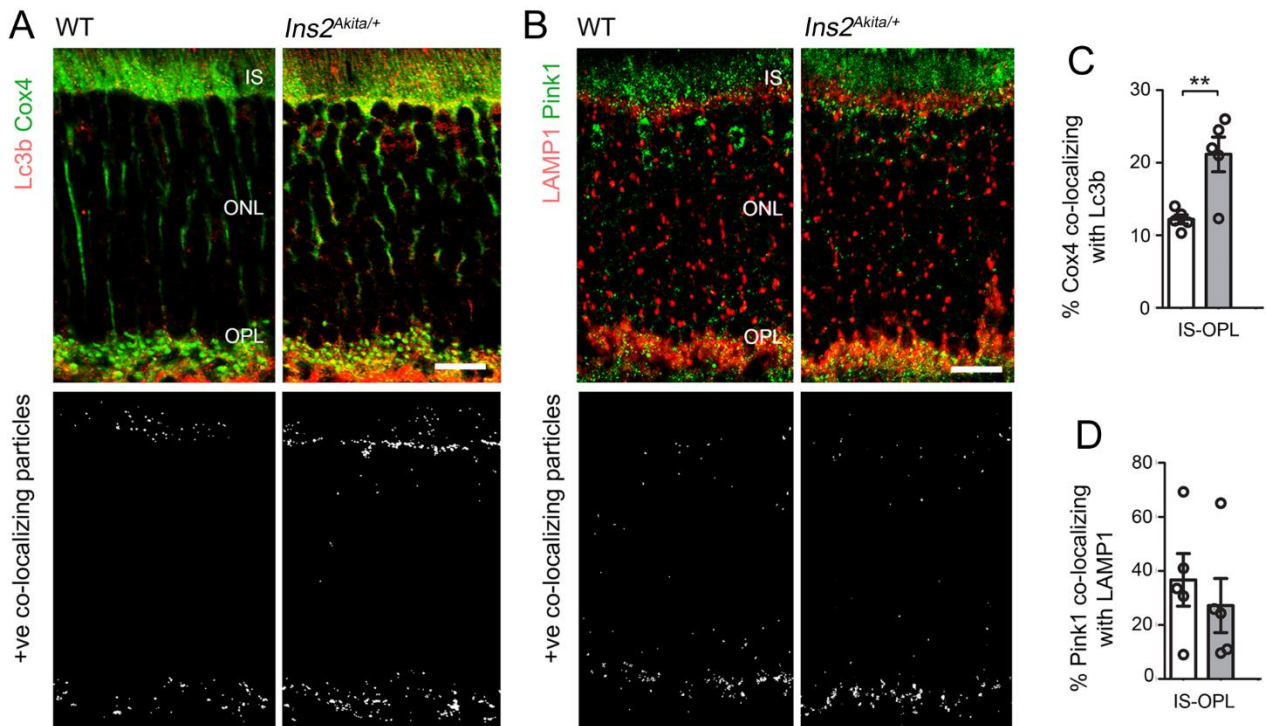 A
WT
Ins2Akita/+
Lc3b Cox4
IS
ONL
OPL
+ve co-localizing particles
B
WT
Ins2Akita/+
LAMP1 Pink1
IS
ONL
OPL
+ve co-localizing particles
C
**
30
20
10
0
% Cox4 co-localizing
with Lc3b
IS-OPL
D
80
60
40
20
0
% Pink1 co-localizing
with LAMP1
IS-OPL